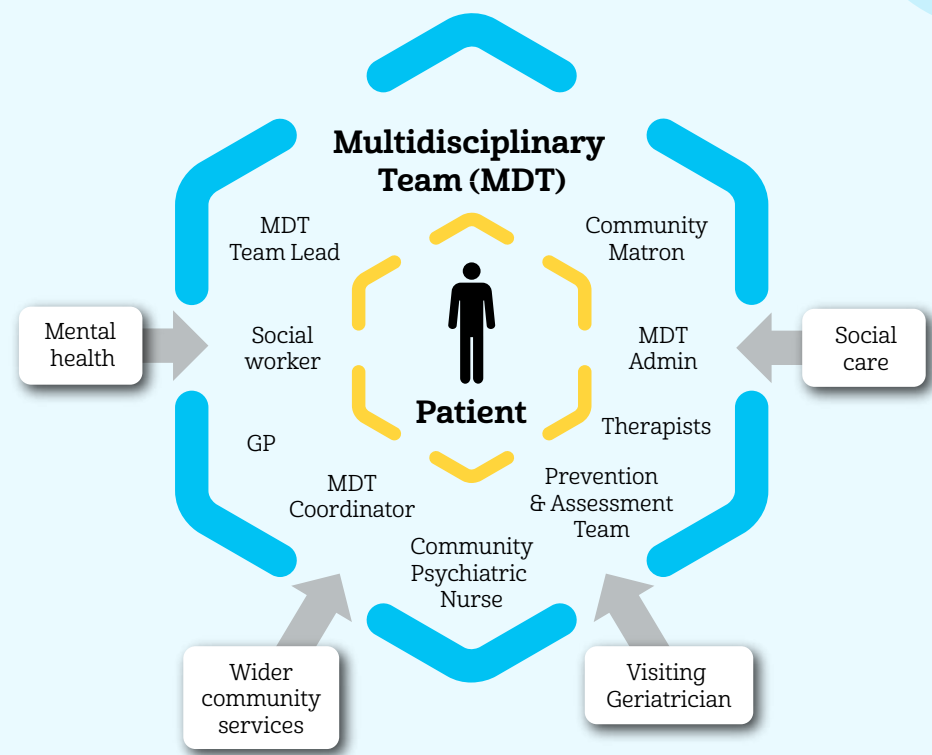 Multidisciplinary
Team (MDT)
MDT
Team Lead
Community
Matron
Mental
health
Social
worker
MDT
Admin
Social
care
Patient
GP
Therapists
MDT
Coordinator
Prevention
& Assessment
Team
Community
Psychiatric
Nurse
Wider
community
services
Visiting
Geriatrician